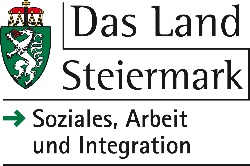 Das Land
Steiermark
Soziales, Arbeit
und Integration